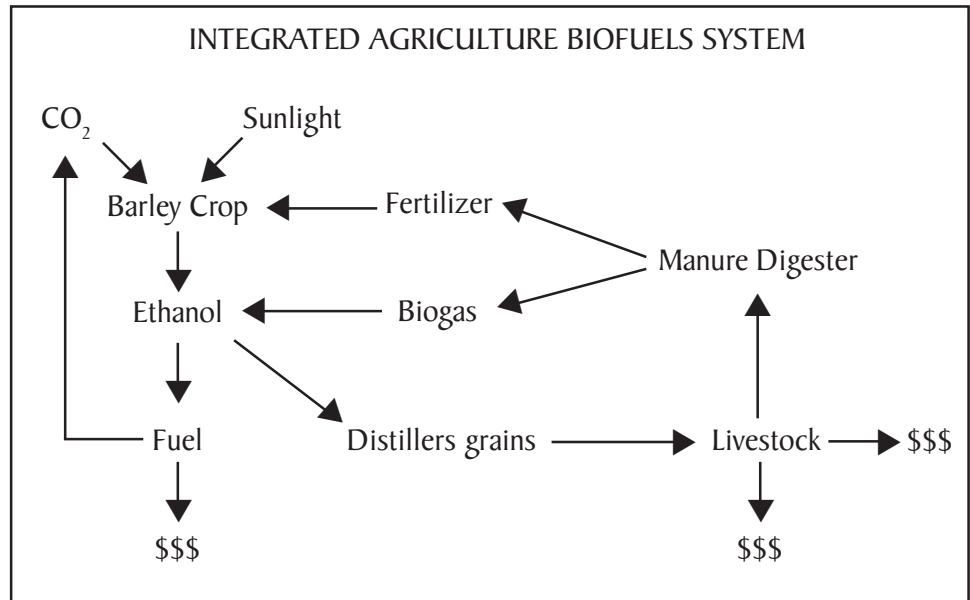 INTEGRATED AGRICULTURE BIOFUELS SYSTEM
CO₂
Sunlight
Barley Crop
Fertilizer
Manure Digester
Ethanol
Biogas
Fuel
Distillers grains
Livestock
$$$
$$$
$$$